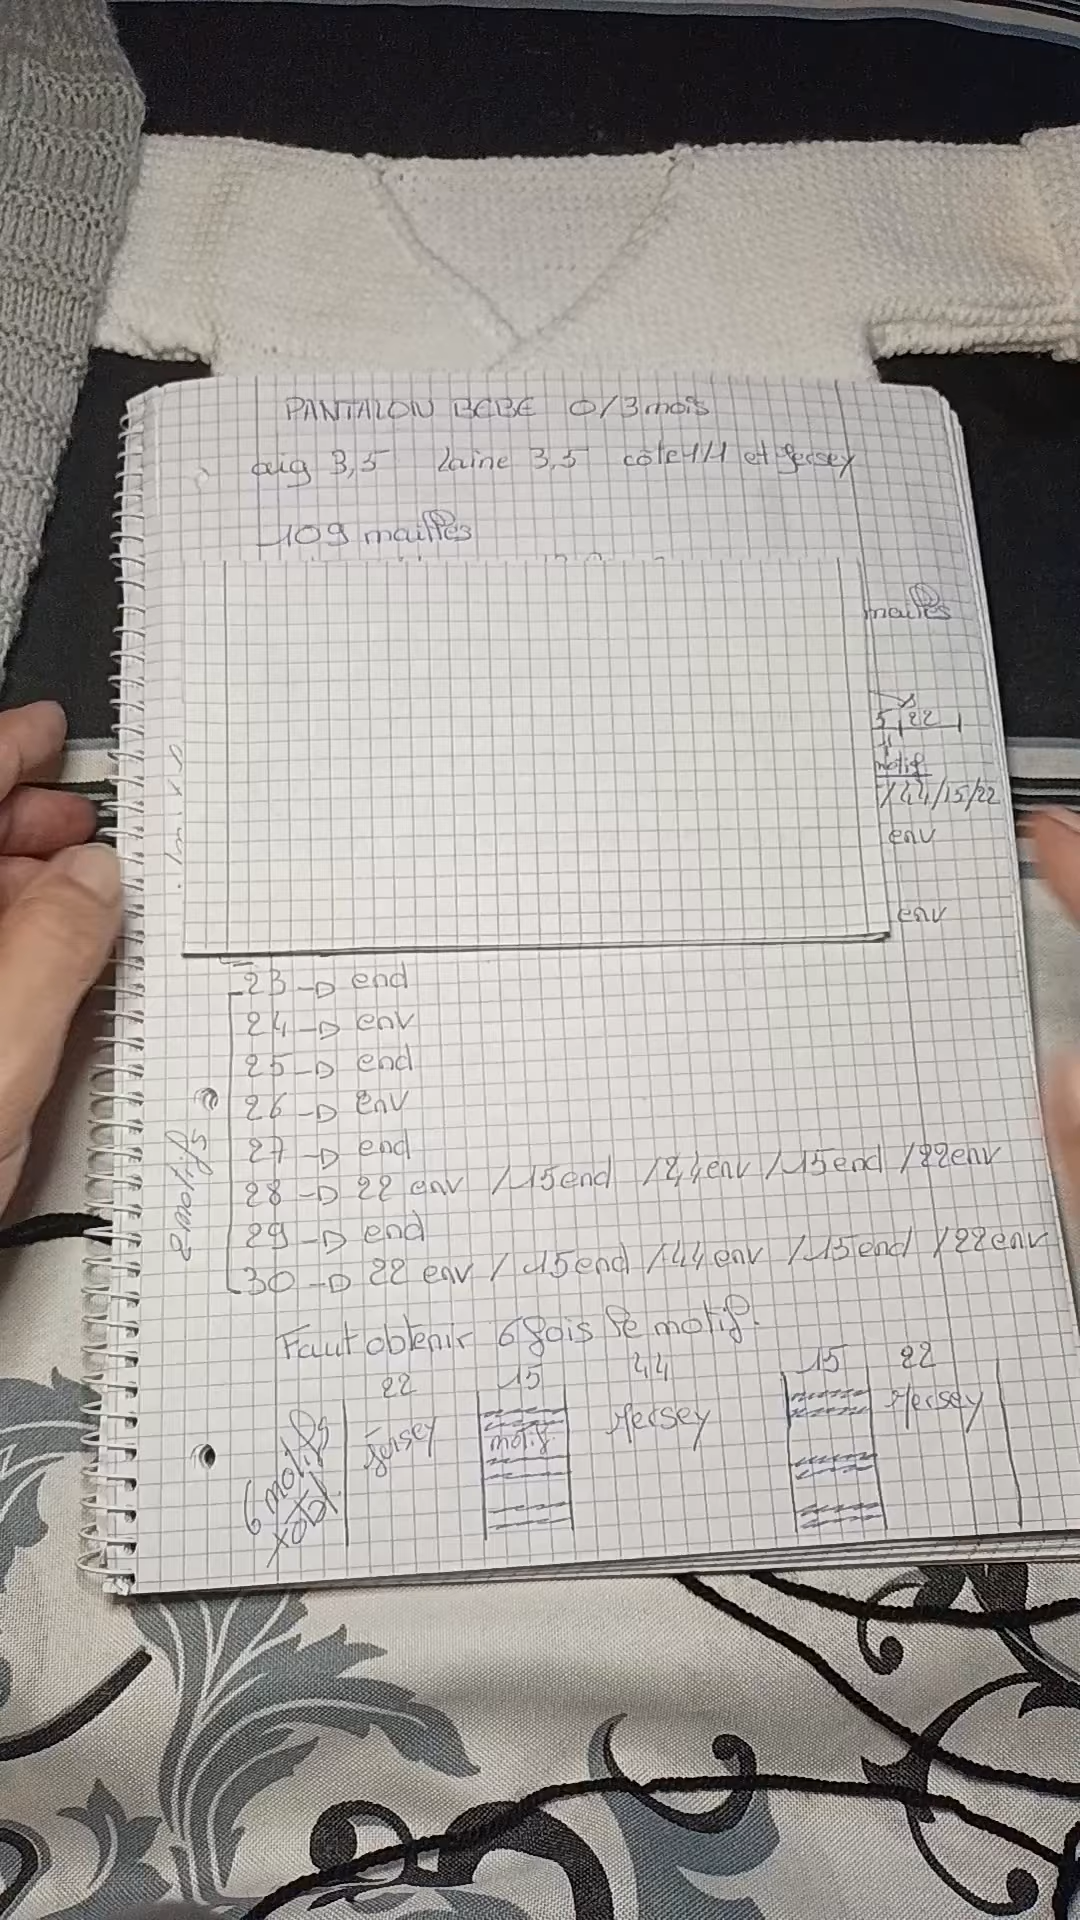 PANTALON BEBE 0/3 mois
aig 3,5 laine 3,5 côte 1/1 et Jersey
109 mailles
mailles
5 22
motif
/44/15/22
env
env
23 → end
24 → env
25 → end
26 → env
27 → end
28 → 22 env / 15 end / 44 env / 15 end / 22 env
29 → end
30 → 22 env / 15 end / 44 env / 15 end / 22 env
2 motifs
Faut obtenir 6 fois le motif.
22 15 44 15 22
Jersey motif Jersey Jersey
6 motifs
total